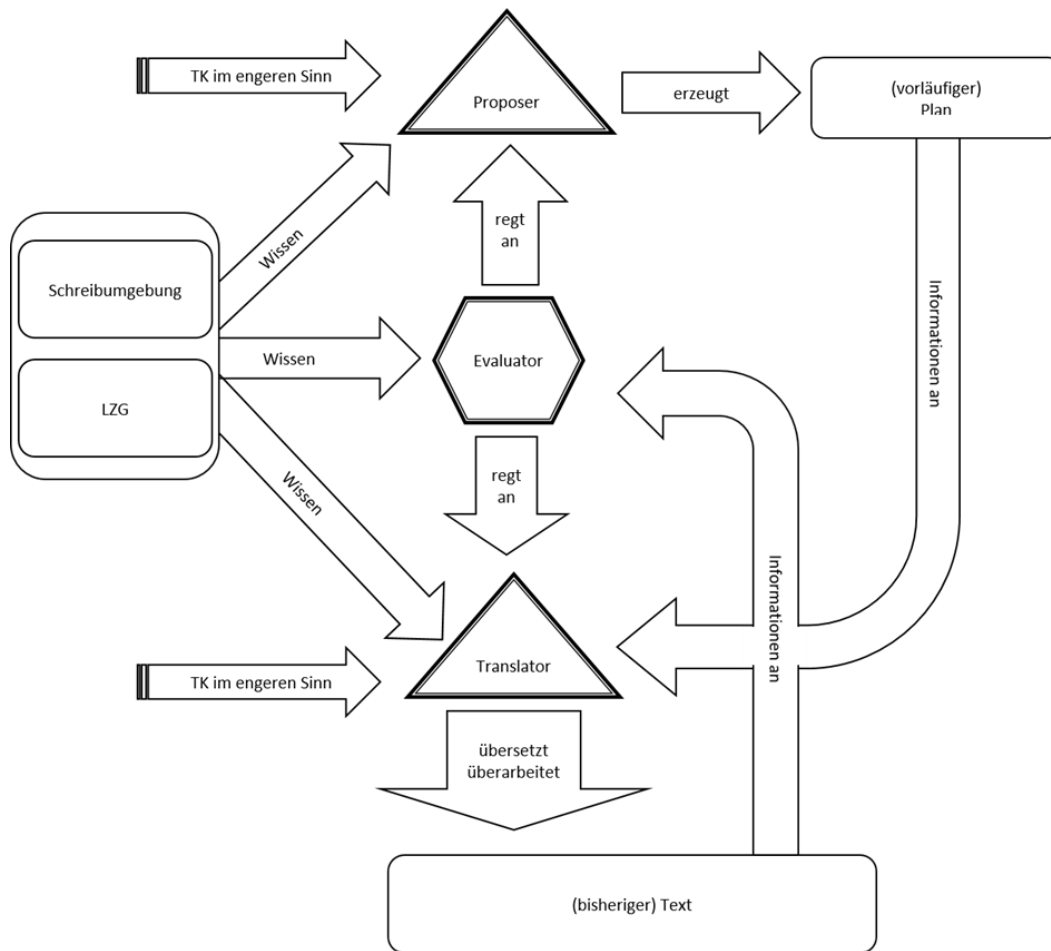 TK im engeren Sinn
Proposer
erzeugt
(vorläufiger)
Plan
Wissen
regt
an
Schreibumgebung
Wissen
Evaluator
LZG
Informationen an
Wissen
regt
an
Informationen an
Translator
TK im engeren Sinn
übersetzt
überarbeitet
(bisheriger) Text